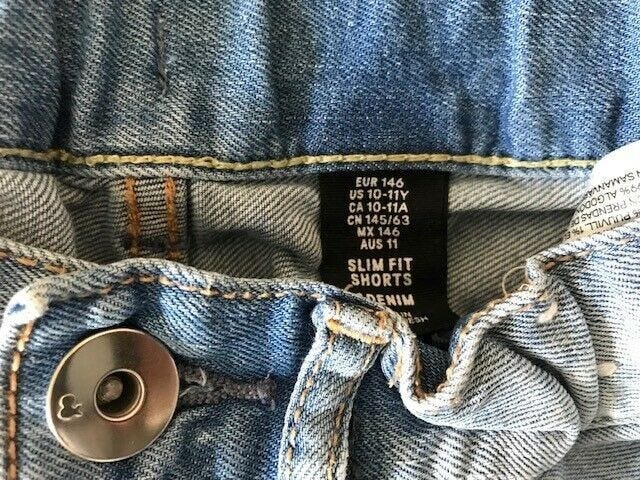 EUR 146
US 10-11Y
CA 10-11A
CN 145/63
MX 146
AUS 11
SLIM FIT
SHORTS
DENIM